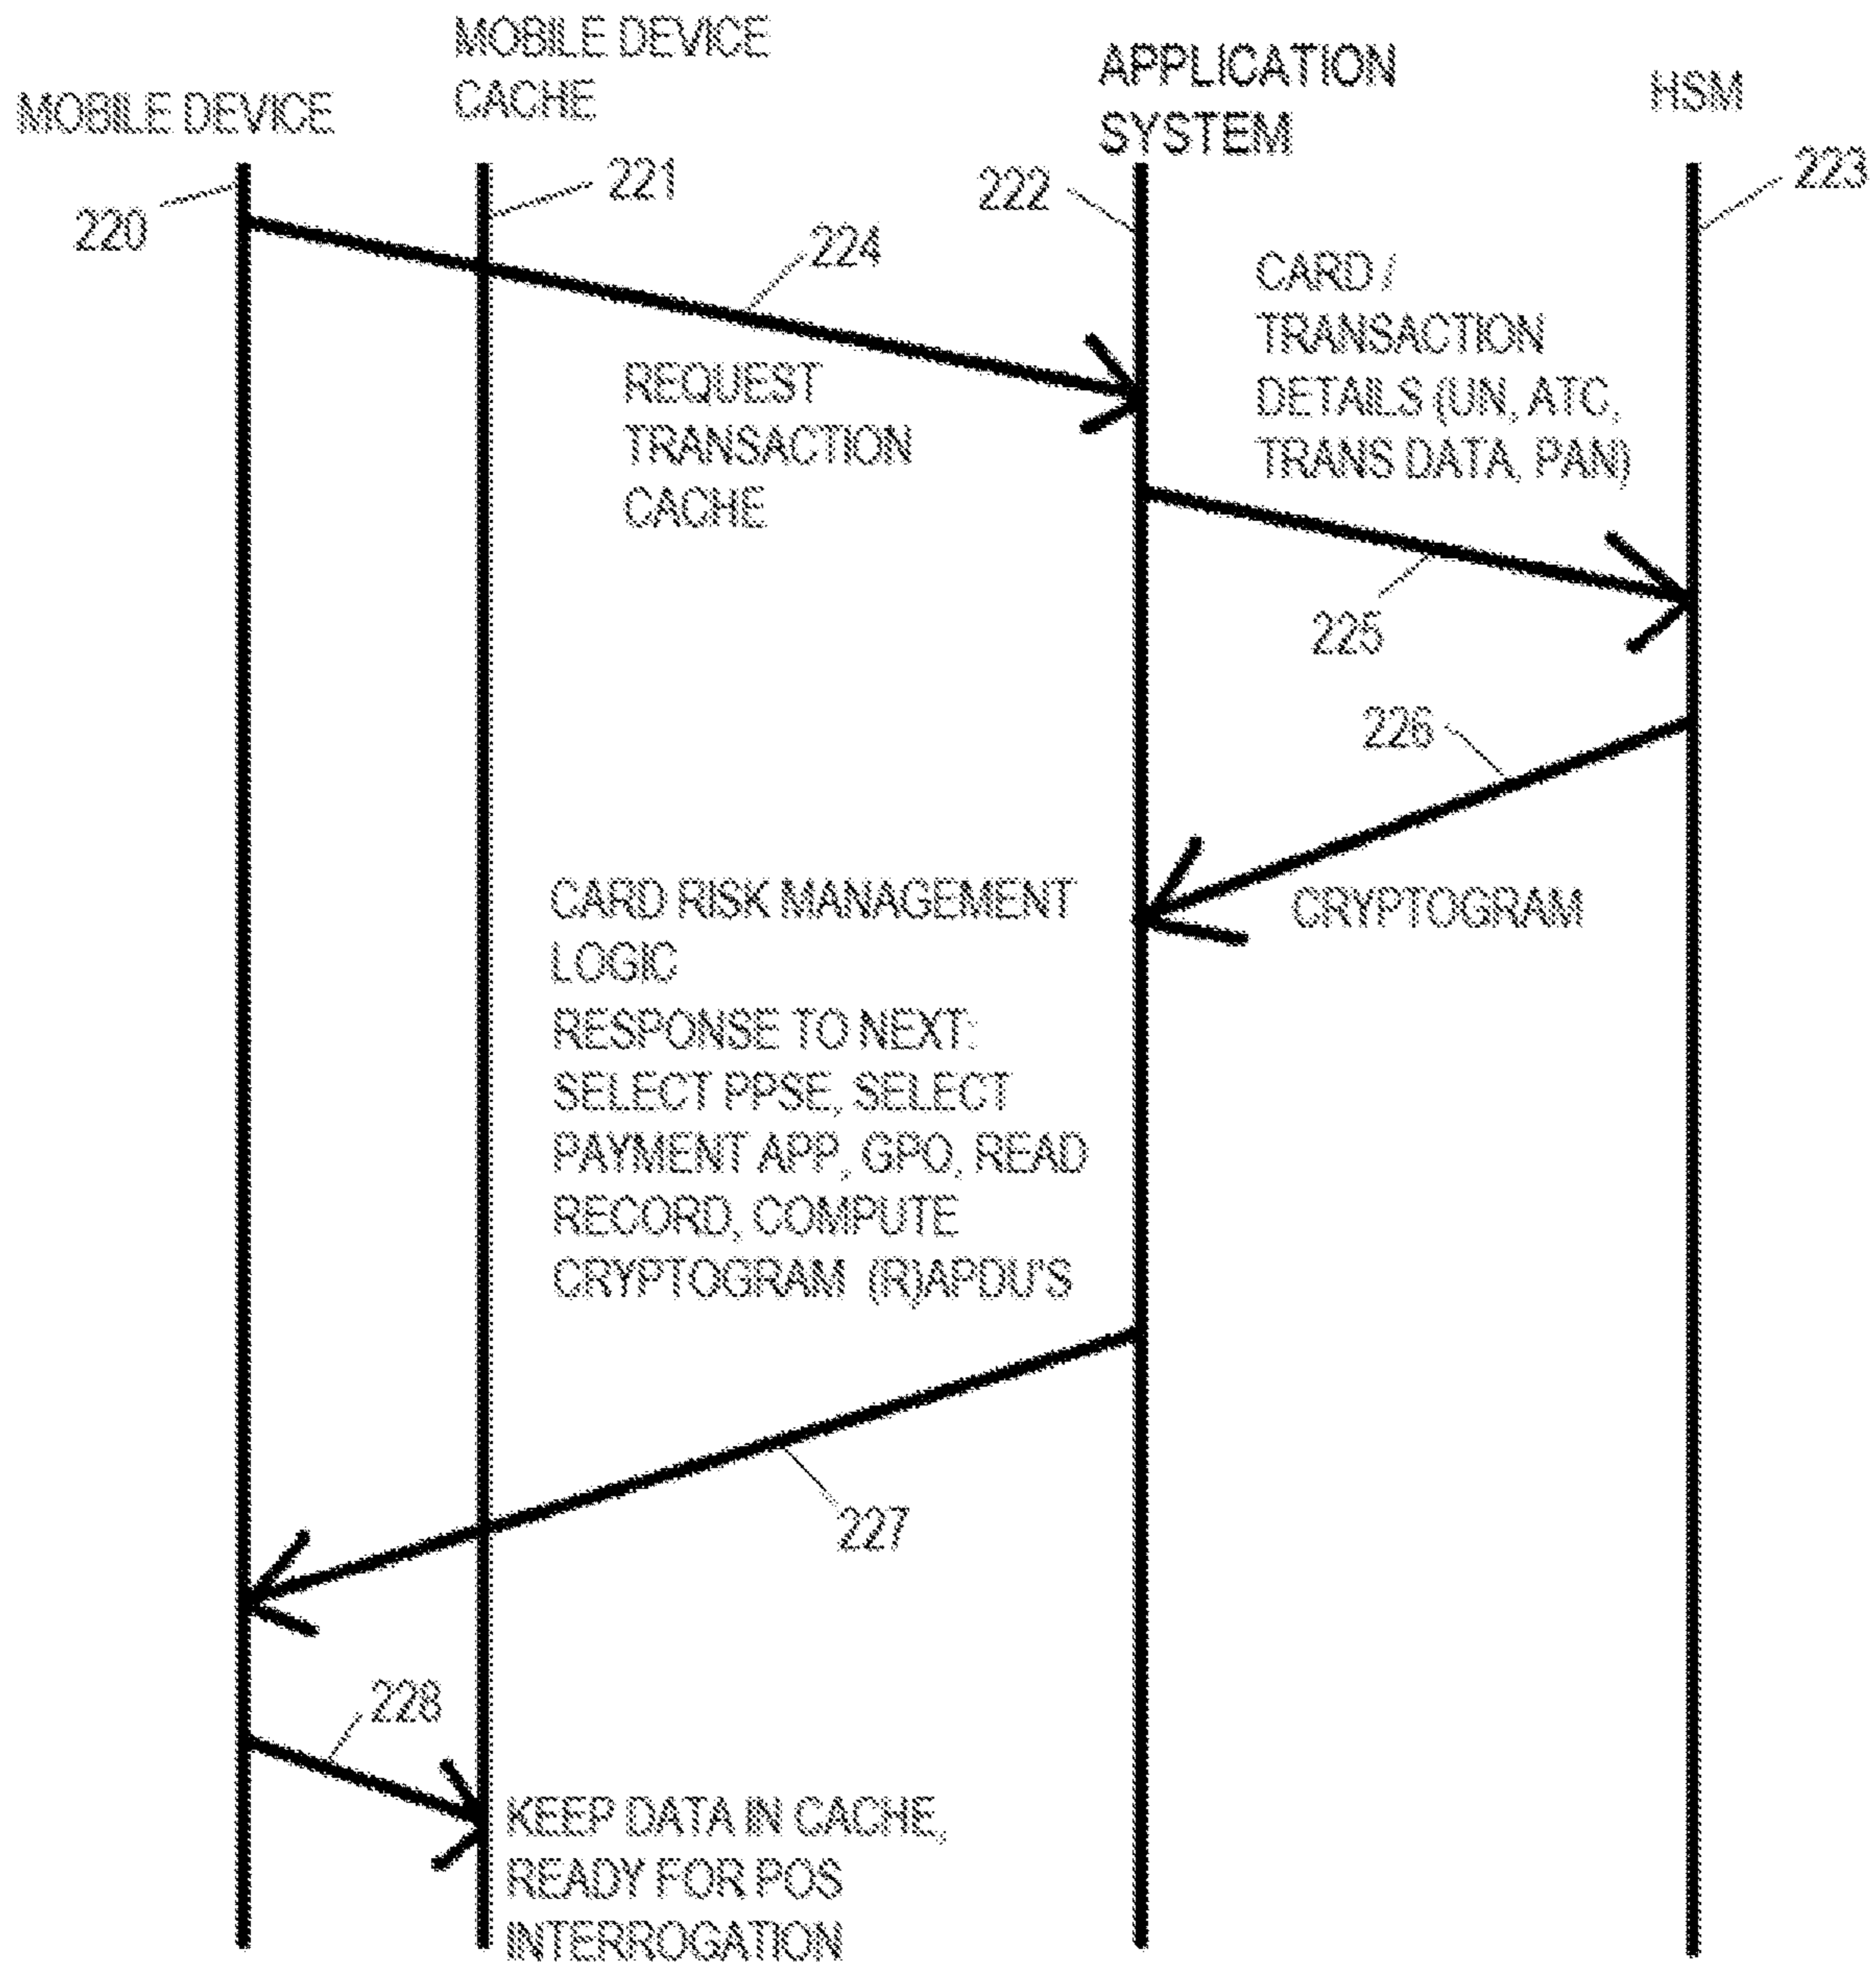 MOBILE DEVICE
MOBILE DEVICE
CACHE
APPLICATION
SYSTEM
HSM
220
221
222
223
224
REQUEST
TRANSACTION
CACHE
CARD /
TRANSACTION
DETAILS (UN, ATC,
TRANS DATA, PAN)
225
226
CRYPTOGRAM
CARD RISK MANAGEMENT
LOGIC
RESPONSE TO NEXT:
SELECT PPSE, SELECT
PAYMENT APP, GPO, READ
RECORD, COMPUTE
CRYPTOGRAM (R)APDU'S
227
228
KEEP DATA IN CACHE,
READY FOR POS
INTERROGATION